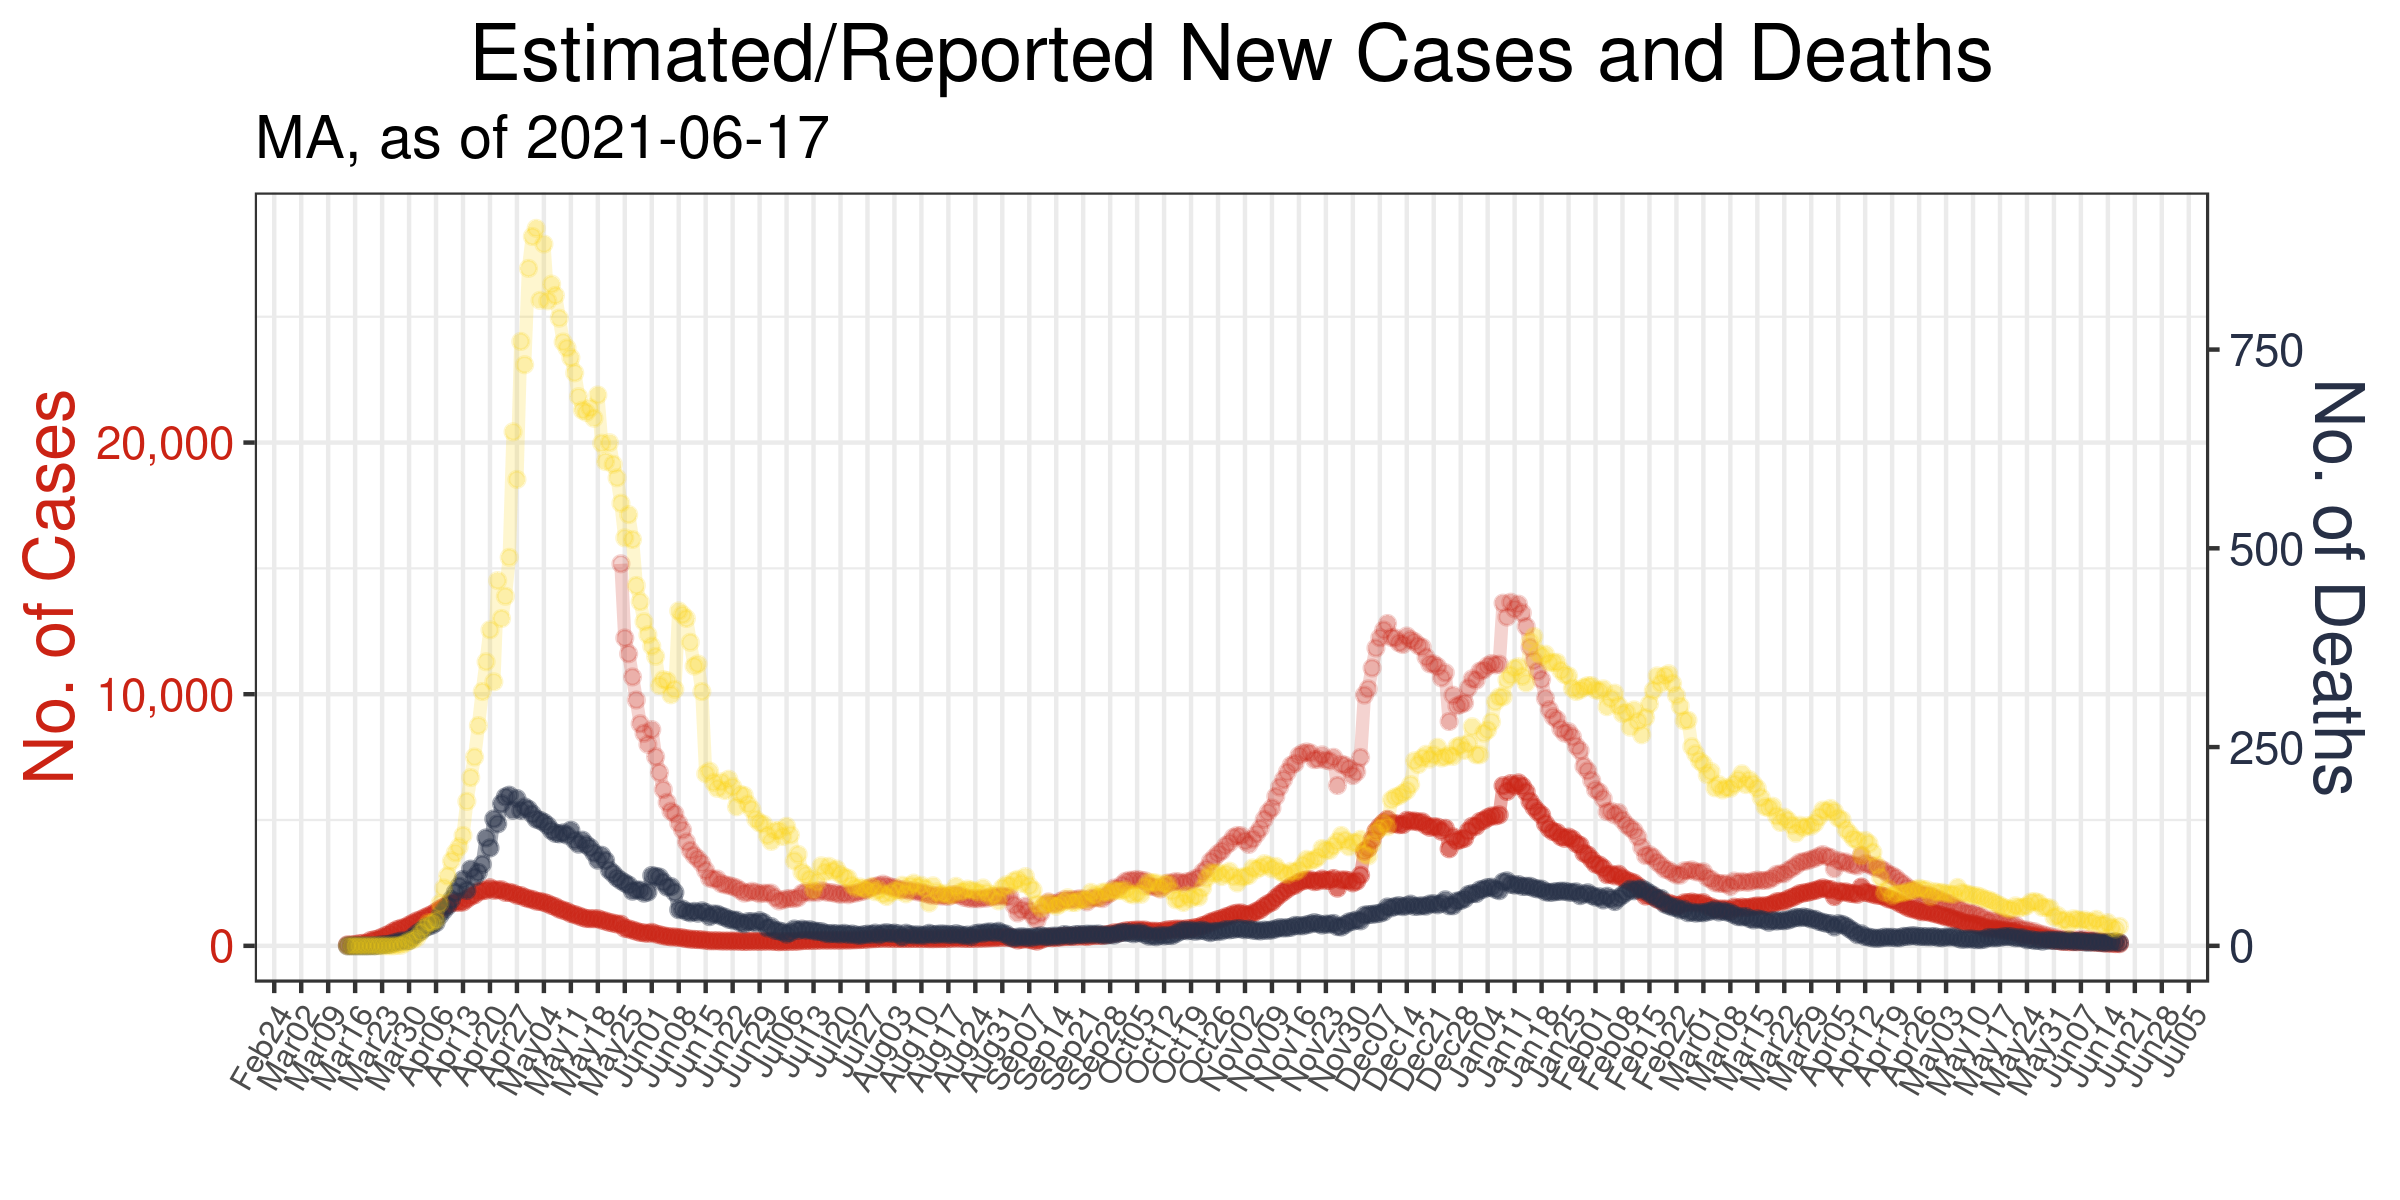 Estimated/Reported New Cases and Deaths
MA, as of 2021-06-17
No. of Cases
20,000
10,000
0
750
500
250
0
No. of Deaths
Feb24
Mar02
Mar09
Mar16
Mar23
Mar30
Apr06
Apr13
Apr20
Apr27
May04
May11
May18
May25
Jun01
Jun08
Jun15
Jun22
Jun29
Jul06
Jul13
Jul20
Jul27
Aug03
Aug10
Aug17
Aug24
Aug31
Sep07
Sep14
Sep21
Sep28
Oct05
Oct12
Oct19
Oct26
Nov02
Nov09
Nov16
Nov23
Nov30
Dec07
Dec14
Dec21
Dec28
Jan04
Jan11
Jan18
Jan25
Feb01
Feb08
Feb15
Feb22
Mar01
Mar08
Mar15
Mar22
Mar29
Apr05
Apr12
Apr19
Apr26
May03
May10
May17
May24
May31
Jun07
Jun14
Jun21
Jun28
Jul05